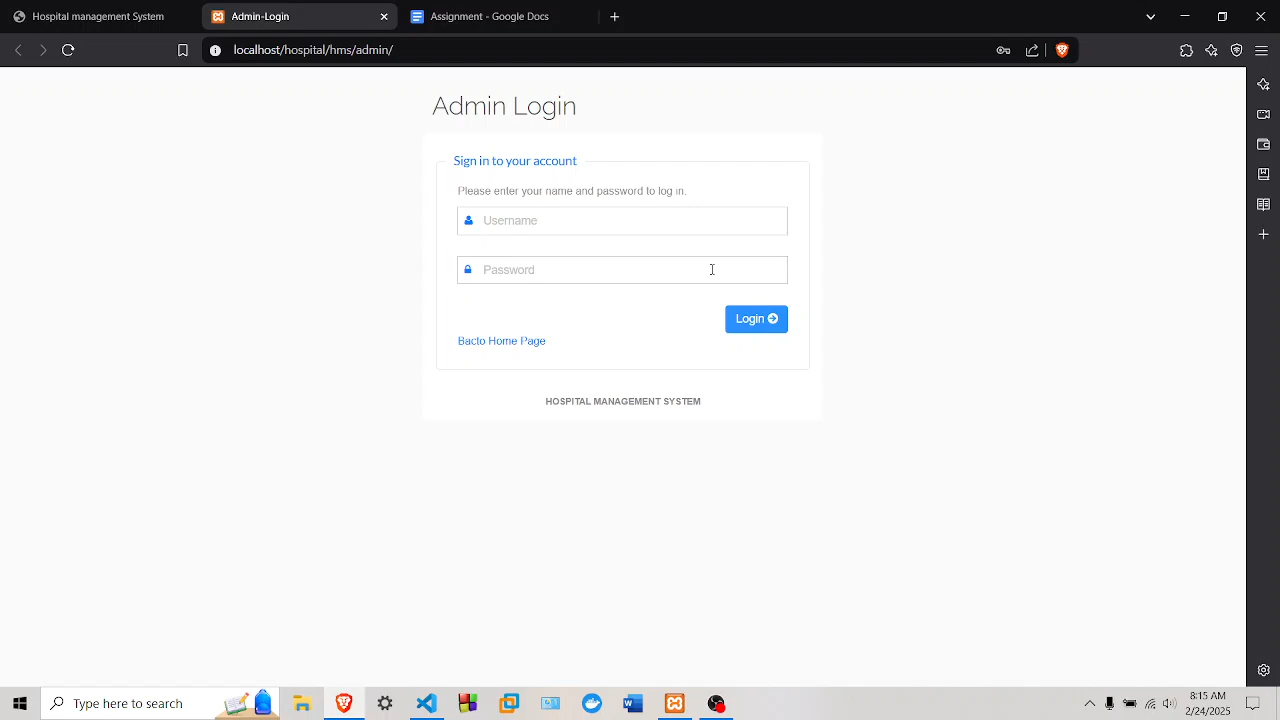 Hospital management System
Admin-Login
Assignment - Google Docs
localhost/hospital/hms/admin/
Admin Login
Sign in to your account
Please enter your name and password to log in.
Username
Password
Login
Bacto Home Page
HOSPITAL MANAGEMENT SYSTEM
Type here to search
8:15 AM
2/24/2025